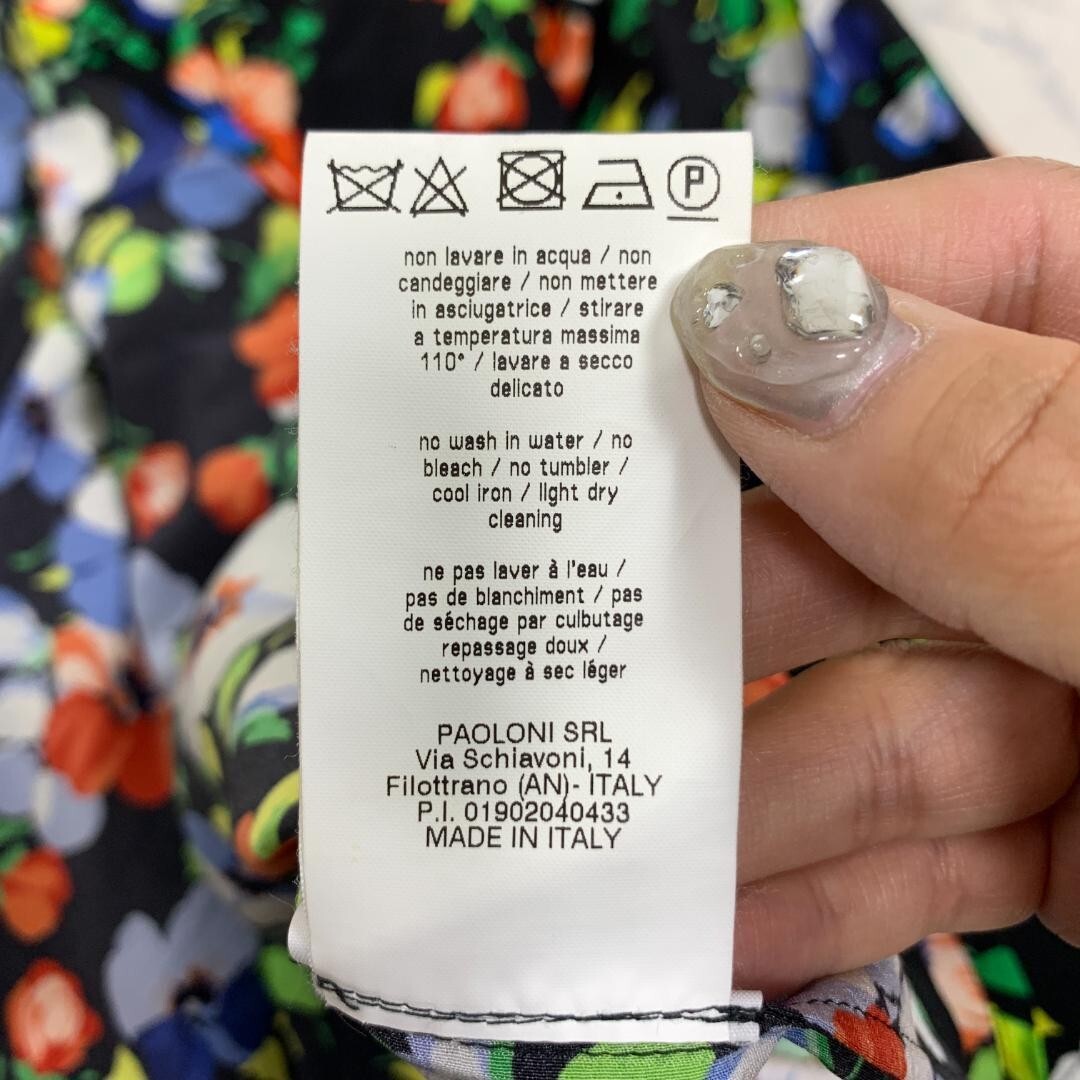 P
non lavare in acqua / non
candeggiare / non mettere
in asciugatrice / stirare
a temperatura massima
110° / lavare a secco
delicato
no wash in water / no
bleach / no tumbler /
cool iron / light dry
cleaning
ne pas laver à l'eau /
pas de blanchiment / pas
de séchage par culbutage
repassage doux /
nettoyage à sec léger
PAOLONI SRL
Via Schiavoni, 14
Filottrano (AN)- ITALY
P.I. 01902040433
MADE IN ITALY